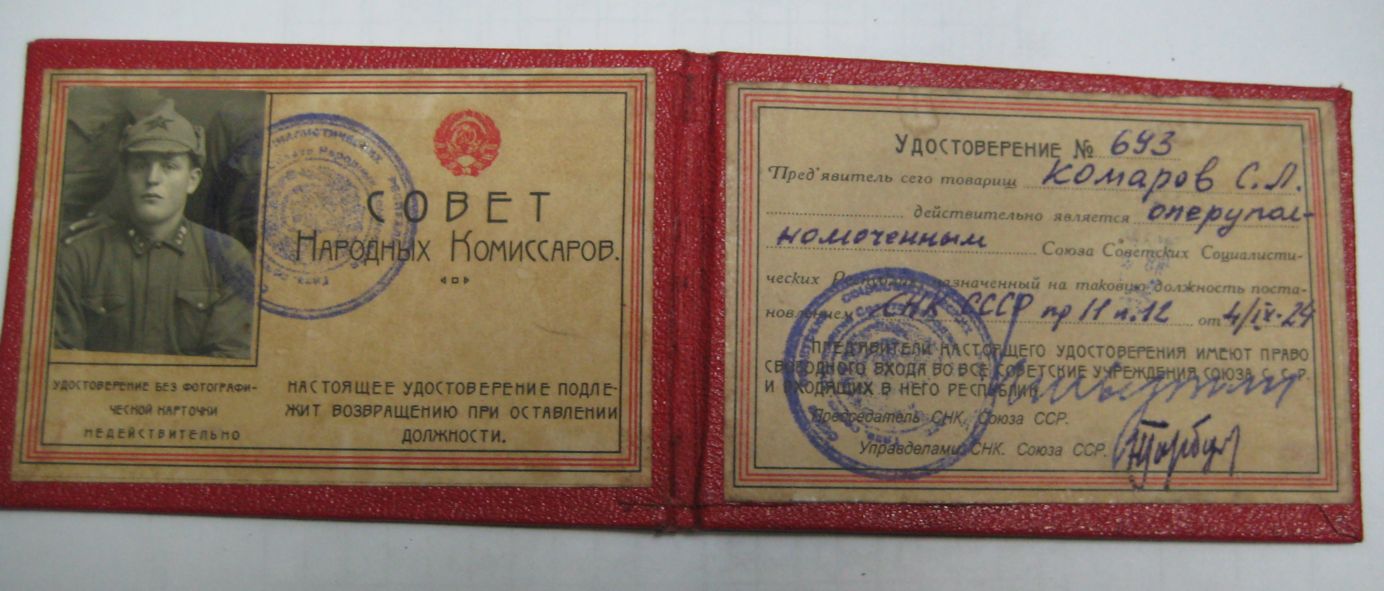 СОВЕТ
НАРОДНЫХ КОМИССАРОВ.
УДОСТОВЕРЕНИЕ БЕЗ ФОТОГРАФИ-
ЧЕСКОЙ КАРТОЧКИ
НЕДЕЙСТВИТЕЛЬНО
НАСТОЯЩЕЕ УДОСТОВЕРЕНИЕ ПОДЛЕ-
ЖИТ ВОЗВРАЩЕНИЮ ПРИ ОСТАВЛЕНИИ
ДОЛЖНОСТИ.
УДОСТОВЕРЕНИЕ № 693
Пред'явитель сего товарищ Комаров С.Л.
действительно является оперупол-
номоченным Союза Советских Социалисти-
ческих назначенный на таковую должность поста-
новлением СНК СССР пр 11 п.12 от 4/IX-24
ПРЕДЯВИТЕЛИ НАСТОЯЩЕГО УДОСТОВЕРЕНИЯ ИМЕЮТ ПРАВО
СВОБОДНОГО ВХОДА ВО ВСЕ СОВЕТСКИЕ УЧРЕЖДЕНИЯ СОЮЗА С.С.Р.
И ВХОДЯЩИХ В НЕГО РЕСПУБЛИК
Председатель СНК. Союза ССР.
Управделами СНК. Союза ССР.